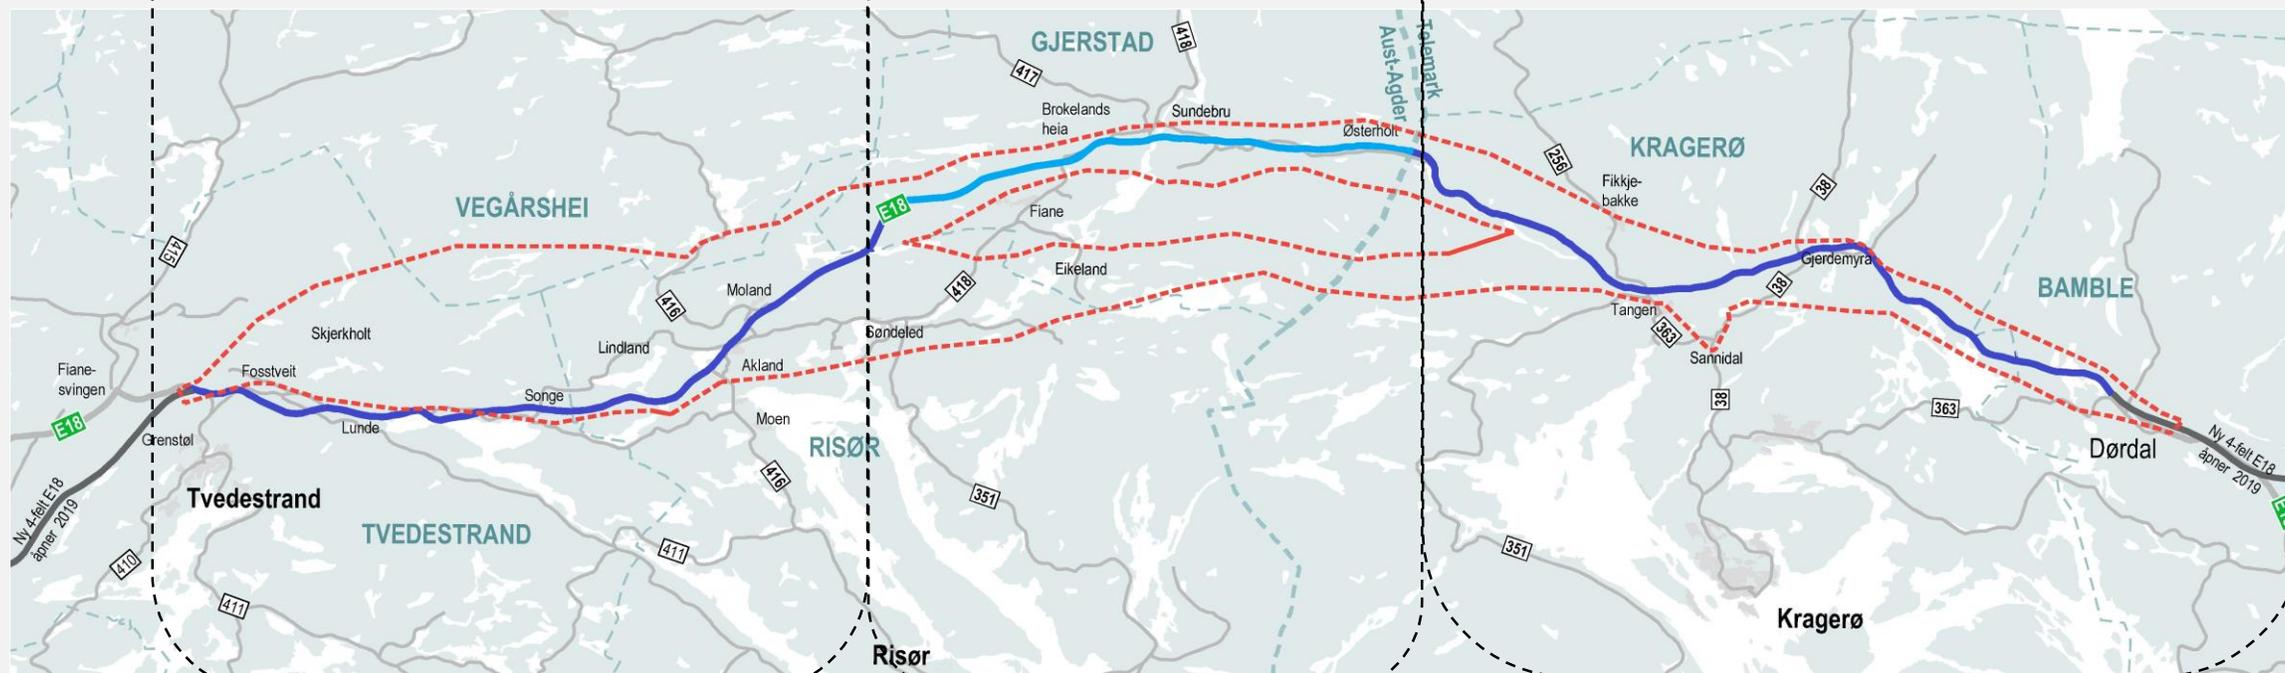 GJERSTAD
418
417
Telemark
Aust-Agder
Brokelands
heia
Sundebru
Østerholt
KRAGERØ
256
Fikkje-
bakke
38
VEGÅRSHEI
E18
Fiane
415
Gjerdemyra
Eikeland
418
38
BAMBLE
Moland
416
Skjerkholt
Søndeled
Tangen
363
Lindland
Sannidal
Akland
Fiane-
svingen
Fosstveit
Songe
38
363
E18
Grenstøl
Lunde
Moen
RISØR
Dørdal
Ny 4-felt E18
åpner 2019
416
351
Tvedestrand
Ny 4-felt E18
åpner 2019
TVEDESTRAND
411
351
410
411
Kragerø
Risør